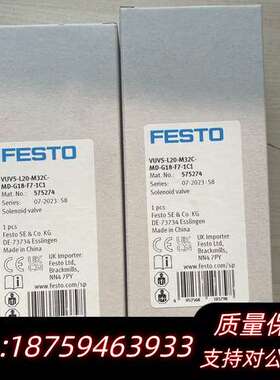 FESTO
VUVS-L20-M32C-
MD-G18-F7-1C1
Mat. No.: 575274
Series: 07-2023 S8
Solenoid valve
1 pcs
Festo SE & Co. KG
DE-73734 Esslingen
Made in China
UK Importer
Festo Ltd,
Brackmills,
NN4 7PY
www.festo.com/sp
FESTO
VUVS-L20-M32C-
MD-G18-F7-1C1
Mat. No.: 575274
Series: 07-2023 S8
Solenoid valve
1 pcs
Festo SE & Co. KG
DE-73734 Esslingen
Made in China
UK Importer
Festo Ltd,
Brackmills,
NN4 7PY
www.festo.com/sp
质量保
:18759463933
支持对公